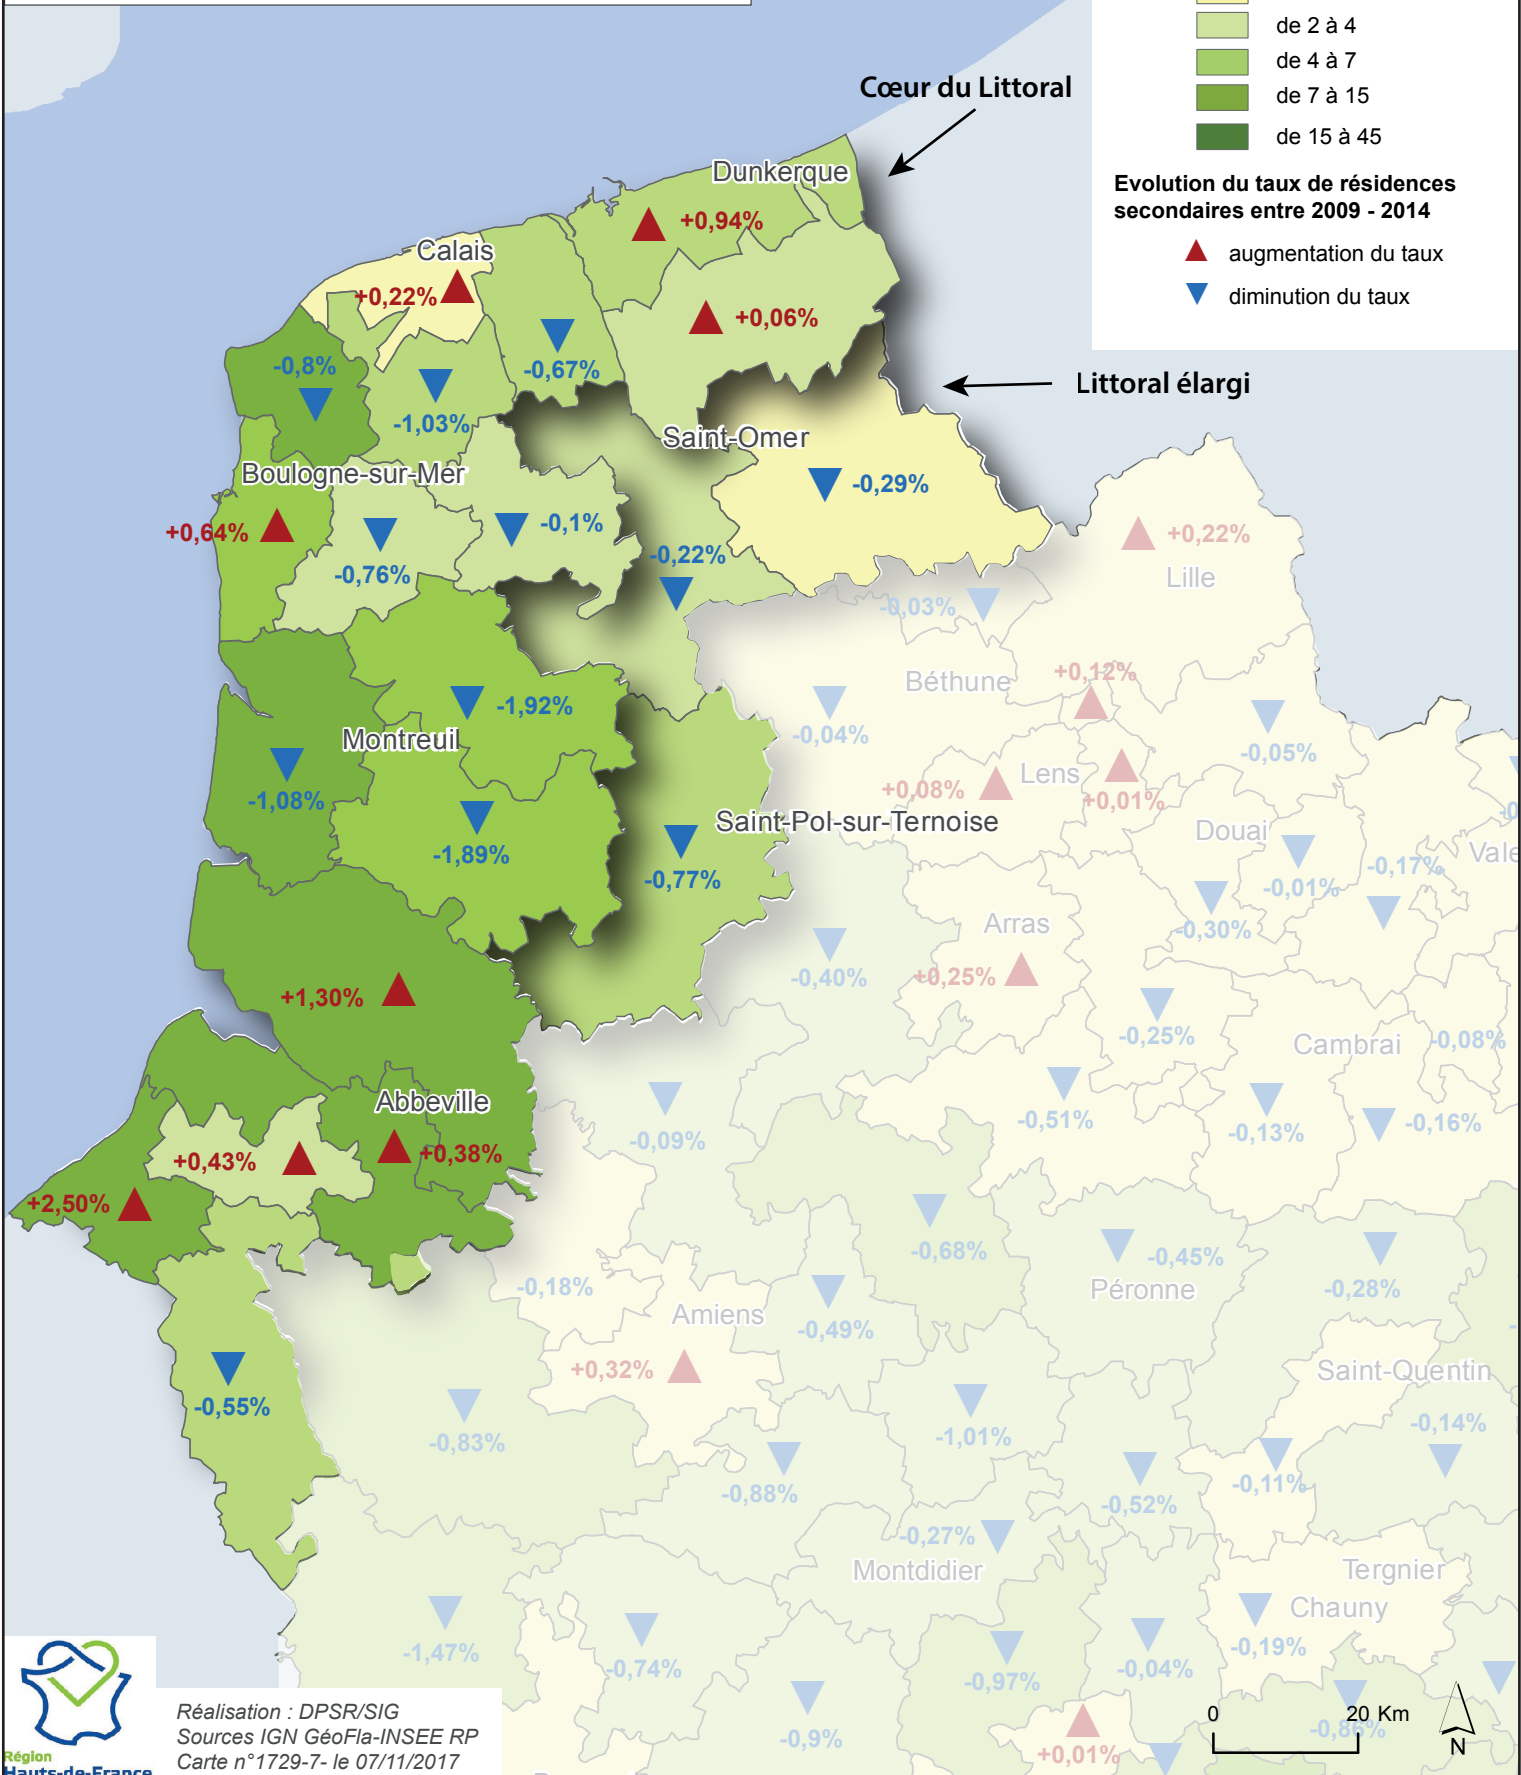 de 2 à 4
de 4 à 7
de 7 à 15
de 15 à 45
Evolution du taux de résidences
secondaires entre 2009 - 2014
augmentation du taux
diminution du taux
Cœur du Littoral
Littoral élargi
Dunkerque
+0,94%
Calais
+0,22%
+0,06%
-0,8%
-0,67%
-1,03%
Saint-Omer
Boulogne-sur-Mer
-0,29%
+0,64%
-0,1%
-0,76%
-0,22%
+0,22%
Lille
-0,03%
Béthune
+0,12%
-1,92%
-0,04%
Montreuil
-0,05%
-1,08%
+0,08%
Lens
+0,01%
Saint-Pol-sur-Ternoise
Douai
-1,89%
-0,77%
-0,01%
-0,17%
Vale
Arras
-0,30%
-0,40%
+0,25%
+1,30%
-0,25%
Cambrai
-0,08%
Abbeville
-0,09%
-0,51%
-0,13%
-0,16%
+0,43%
+0,38%
+2,50%
-0,68%
-0,45%
Péronne
-0,28%
-0,18%
Amiens
-0,49%
+0,32%
Saint-Quentin
-0,55%
-0,83%
-1,01%
-0,14%
-0,88%
-0,52%
-0,11%
-0,27%
Montdidier
Tergnier
Chauny
-1,47%
-0,74%
-0,97%
-0,04%
-0,19%
-0,9%
+0,01%
-0,86%
0
20 Km
N
Réalisation : DPSR/SIG
Sources IGN GéoFla-INSEE RP
Carte n°1729-7- le 07/11/2017
Région
Hauts-de-France